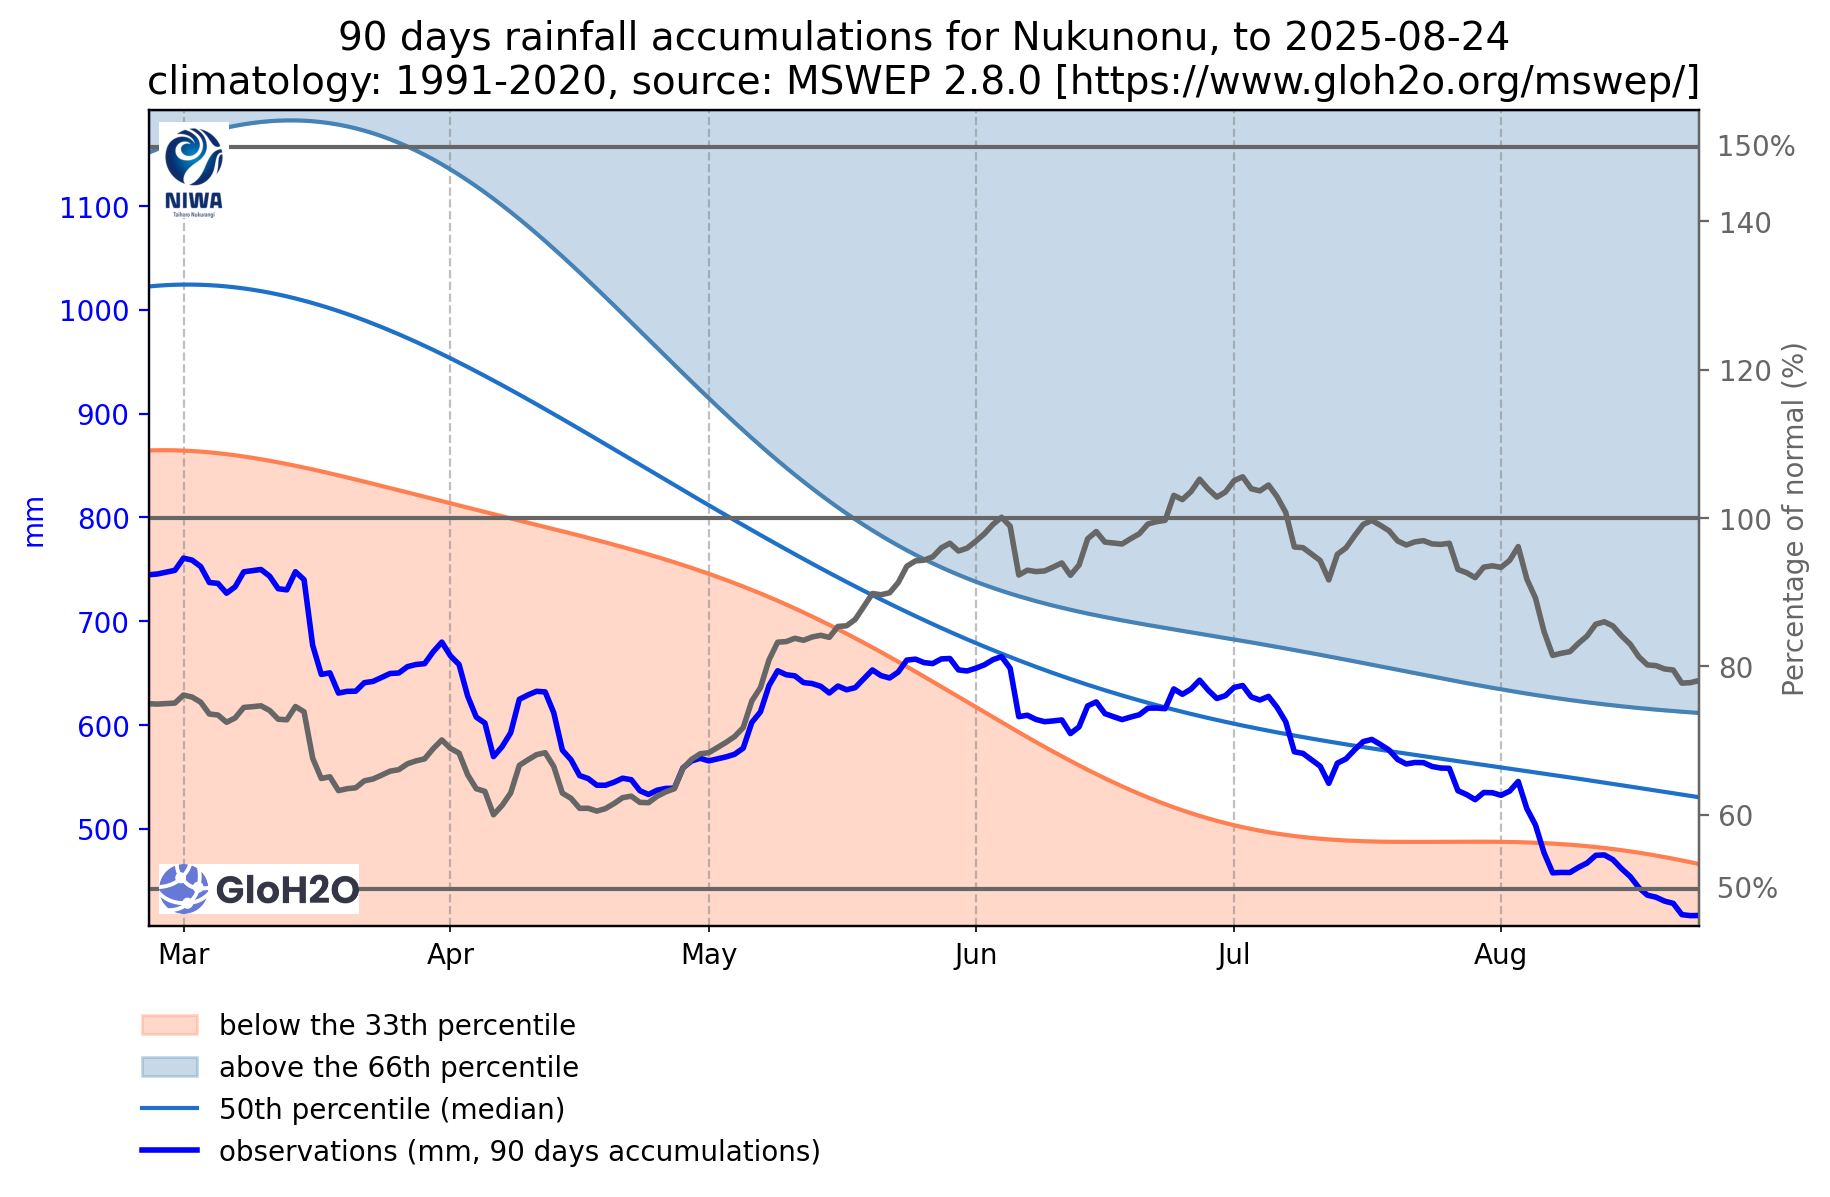 90 days rainfall accumulations for Nukunonu, to 2025-08-24
climatology: 1991-2020, source: MSWEP 2.8.0 [https://www.gloh2o.org/mswep/]
NIWA
Taihoro Nukurangi
1100
1000
900
800
700
600
500
mm
150%
140
120
100
80
60
50%
Percentage of normal (%)
GloH2O
Mar
Apr
May
Jun
Jul
Aug
below the 33th percentile
above the 66th percentile
50th percentile (median)
observations (mm, 90 days accumulations)